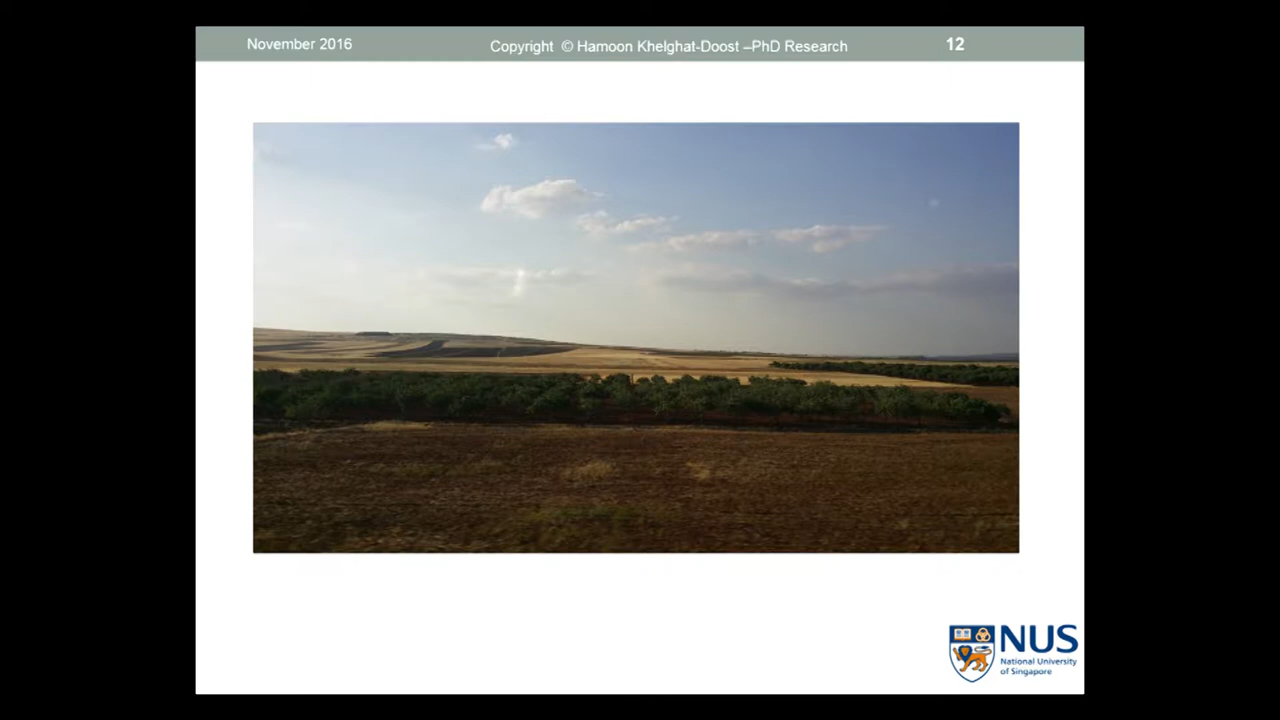 November 2016
Copyright © Hamoon Khelghat-Doost –PhD Research
12
NUS
National University
of Singapore